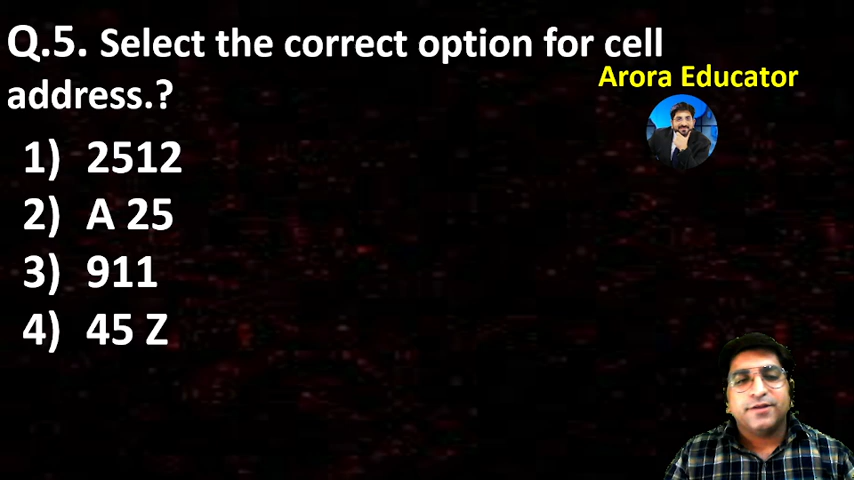 Q.5. Select the correct option for cell
address.?
Arora Educator
1) 2512
2) A 25
3) 911
4) 45 Z